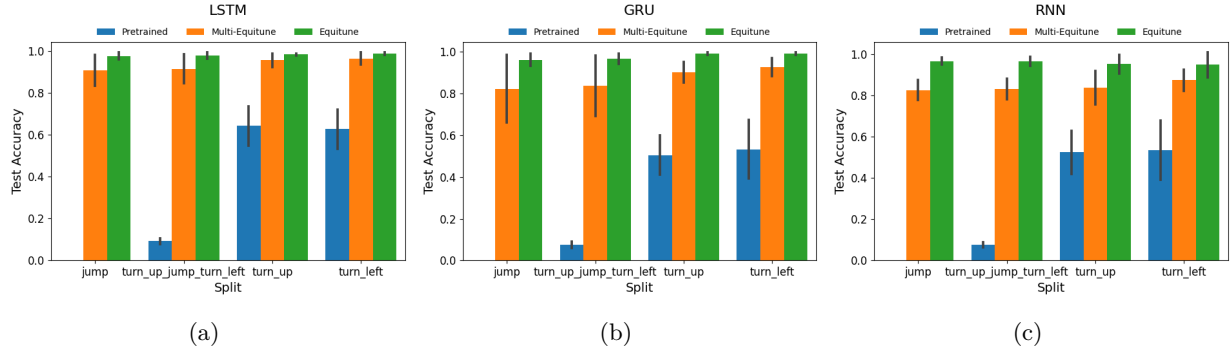 LSTM
Pretrained Multi-Equitune Equitune
Test Accuracy
1.0
0.8
0.6
0.4
0.2
0.0
jump turn_up_jump_turn_left turn_up turn_left
Split
(a)
GRU
Pretrained Multi-Equitune Equitune
Test Accuracy
1.0
0.8
0.6
0.4
0.2
0.0
jump turn_up_jump_turn_left turn_up turn_left
Split
(b)
RNN
Pretrained Multi-Equitune Equitune
Test Accuracy
1.0
0.8
0.6
0.4
0.2
0.0
jump turn_up_jump_turn_left turn_up turn_left
Split
(c)